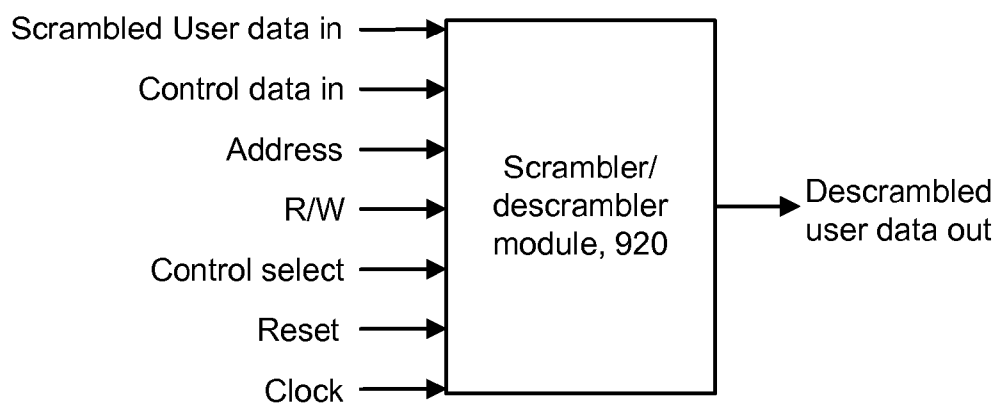 Scrambled User data in
Control data in
Address
R/W
Control select
Reset
Clock
Scrambler/
descrambler
module, 920
Descrambled
user data out